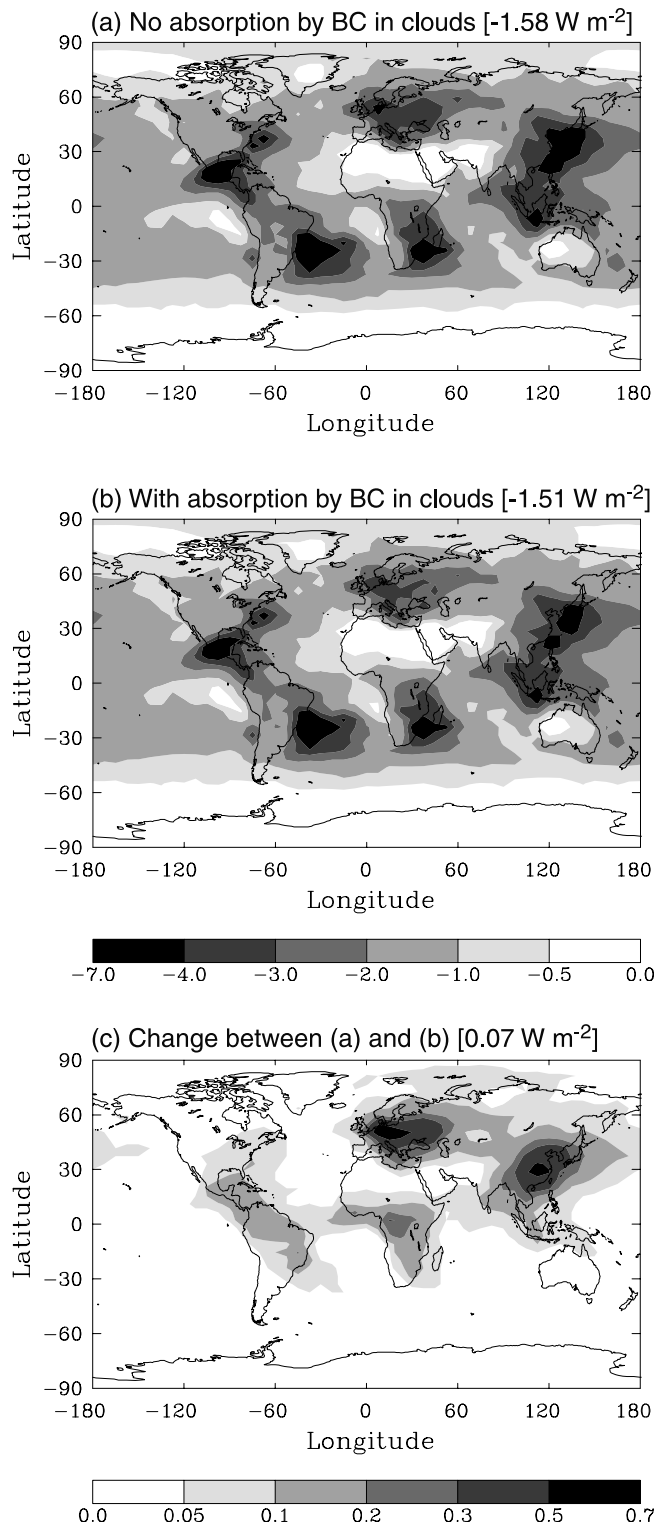 (a) No absorption by BC in clouds [-1.58 W m-2]
90
60
30
0
−30
−60
−90
Latitude
−180 −120 −60 0 60 120 180
Longitude
(b) With absorption by BC in clouds [-1.51 W m-2]
90
60
30
0
−30
−60
−90
Latitude
−180 −120 −60 0 60 120 180
Longitude
−7.0 −4.0 −3.0 −2.0 −1.0 −0.5 0.0
(c) Change between (a) and (b) [0.07 W m-2]
90
60
30
0
−30
−60
−90
Latitude
−180 −120 −60 0 60 120 180
Longitude
0.0 0.05 0.1 0.2 0.3 0.5 0.7